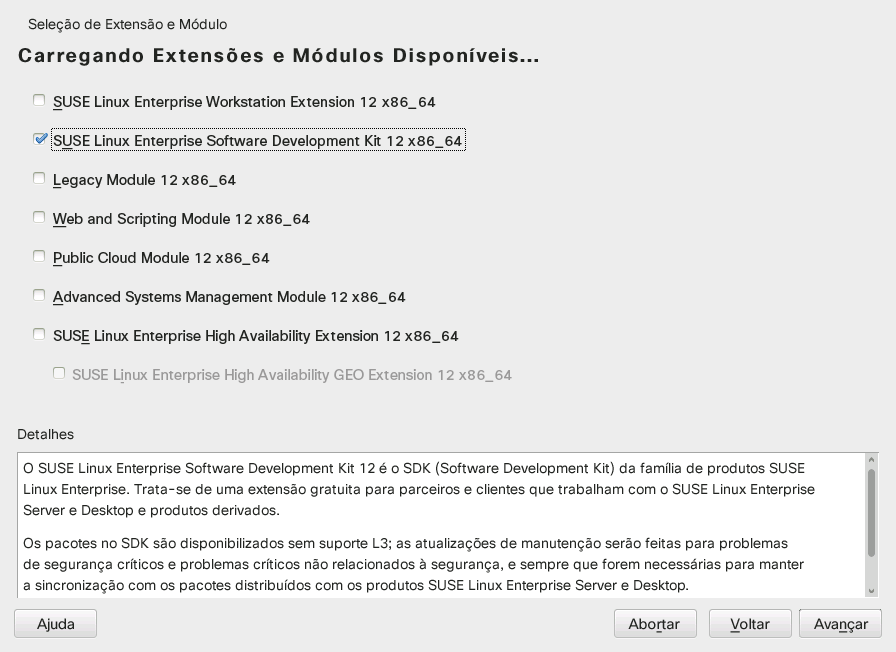 Seleção de Extensão e Módulo
Carregando Extensões e Módulos Disponíveis...
SUSE Linux Enterprise Workstation Extension 12 x86_64
SUSE Linux Enterprise Software Development Kit 12 x86_64
Legacy Module 12 x86_64
Web and Scripting Module 12 x86_64
Public Cloud Module 12 x86_64
Advanced Systems Management Module 12 x86_64
SUSE Linux Enterprise High Availability Extension 12 x86_64
SUSE Linux Enterprise High Availability GEO Extension 12 x86_64
Detalhes
O SUSE Linux Enterprise Software Development Kit 12 é o SDK (Software Development Kit) da família de produtos SUSE
Linux Enterprise. Trata-se de uma extensão gratuita para parceiros e clientes que trabalham com o SUSE Linux Enterprise
Server e Desktop e produtos derivados.
Os pacotes no SDK são disponibilizados sem suporte L3; as atualizações de manutenção serão feitas para problemas
de segurança críticos e problemas críticos não relacionados à segurança, e sempre que forem necessárias para manter
a sincronização com os pacotes distribuídos com os produtos SUSE Linux Enterprise Server e Desktop.
Ajuda
Abortar
Voltar
Avançar